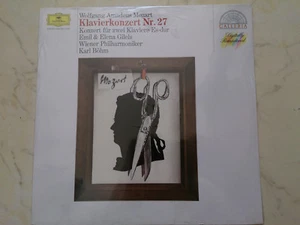 Wolfgang Amadeus Mozart
Klavierkonzert Nr. 27
Konzert für zwei Klaviere Es-dur
Emil & Elena Gilels
Wiener Philharmoniker
Karl Böhm
Mozart